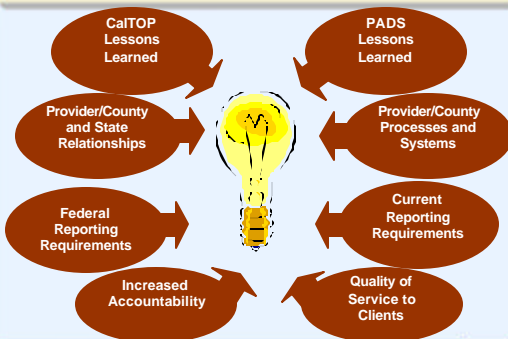 CalTOP
Lessons
Learned
PADS
Lessons
Learned
Provider/County
and State
Relationships
Provider/County
Processes and
Systems
Federal
Reporting
Requirements
Current
Reporting
Requirements
Increased
Accountability
Quality of
Service to
Clients